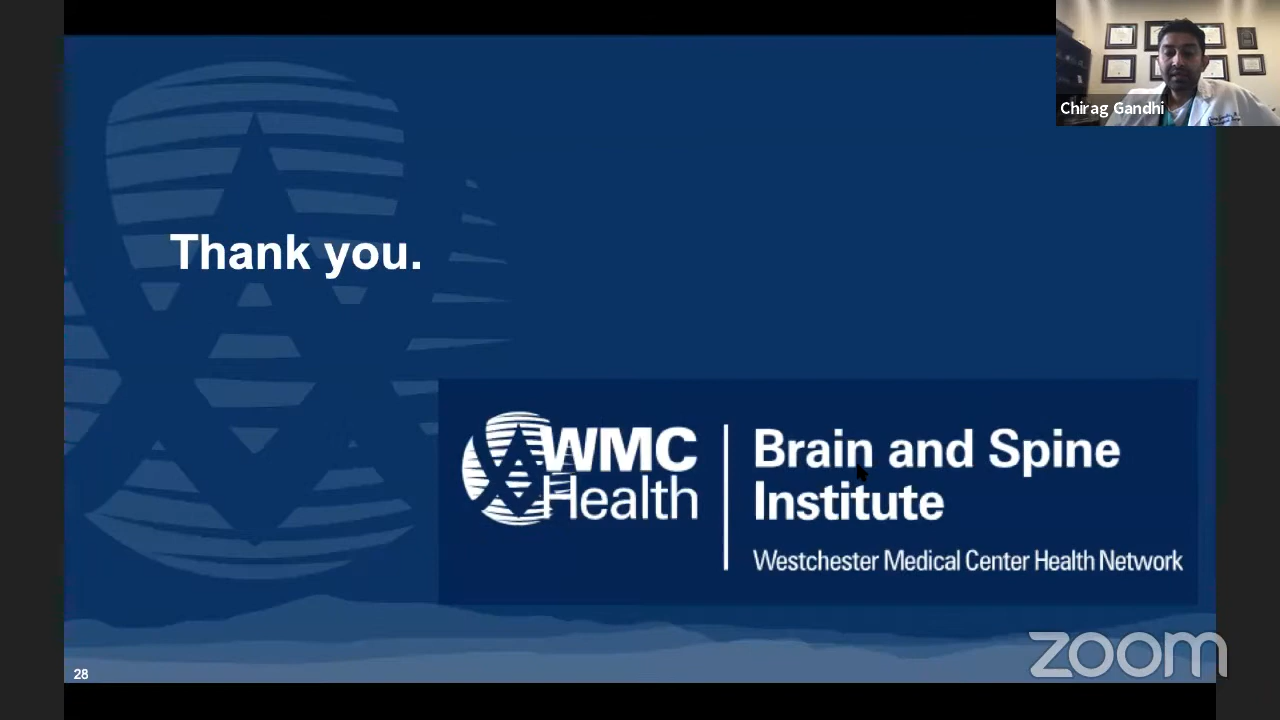 Chirag Gandhi
Thank you.
WMC
Health
Brain and Spine
Institute
Westchester Medical Center Health Network
28
zoom